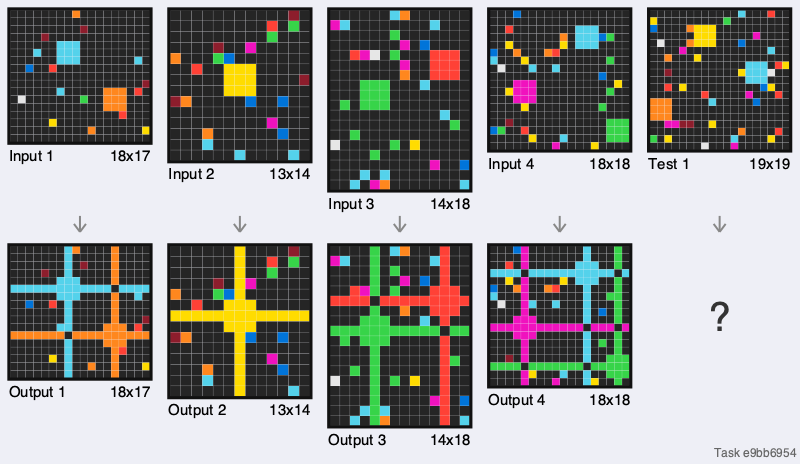 Input 1 18x17
Input 2 13x14
Input 3 14x18
Input 4 18x18
Test 1 19x19
?
Output 1 18x17
Output 2 13x14
Output 3 14x18
Output 4 18x18
Task e9bb6954